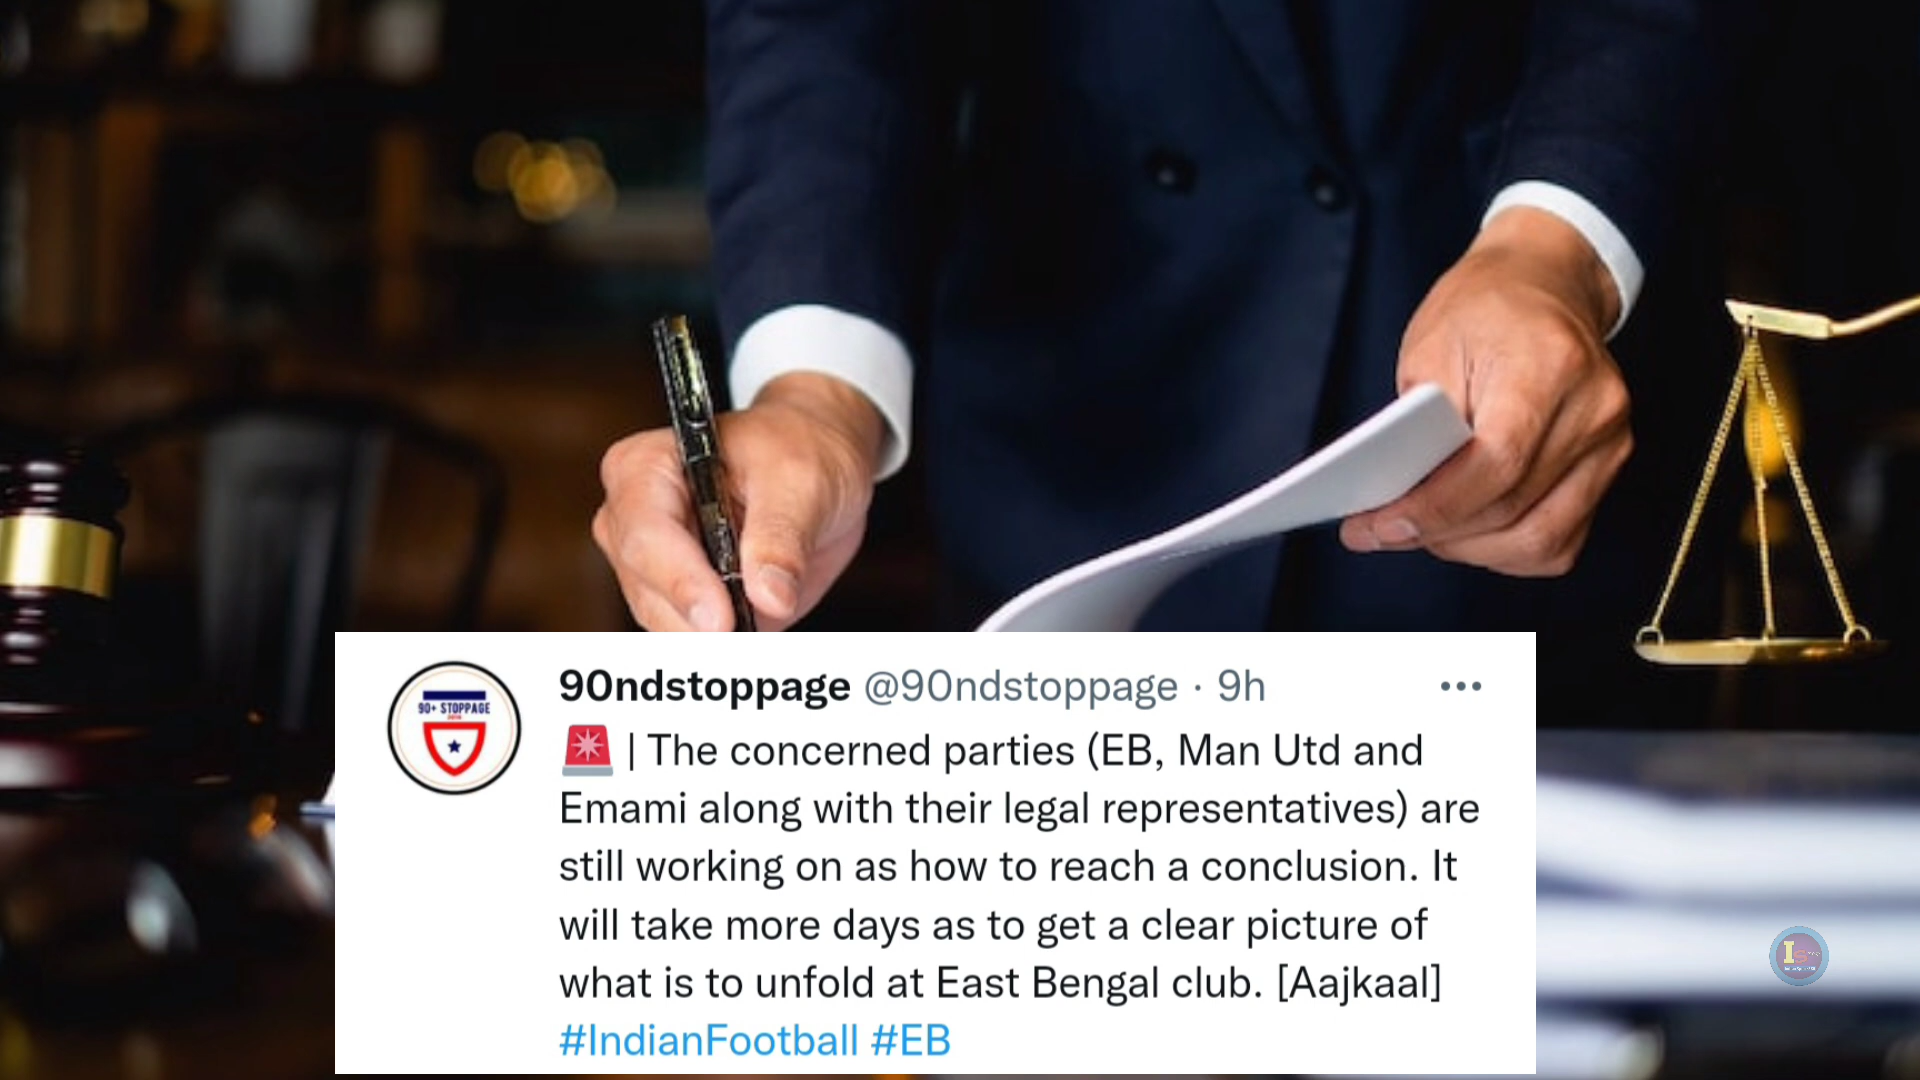 90ndstoppage @90ndstoppage · 9h
🚨 | The concerned parties (EB, Man Utd and
Emami along with their legal representatives) are
still working on as how to reach a conclusion. It
will take more days as to get a clear picture of
what is to unfold at East Bengal club. [Aajkaal]
#IndianFootball #EB
90+ STOPPAGE
IS